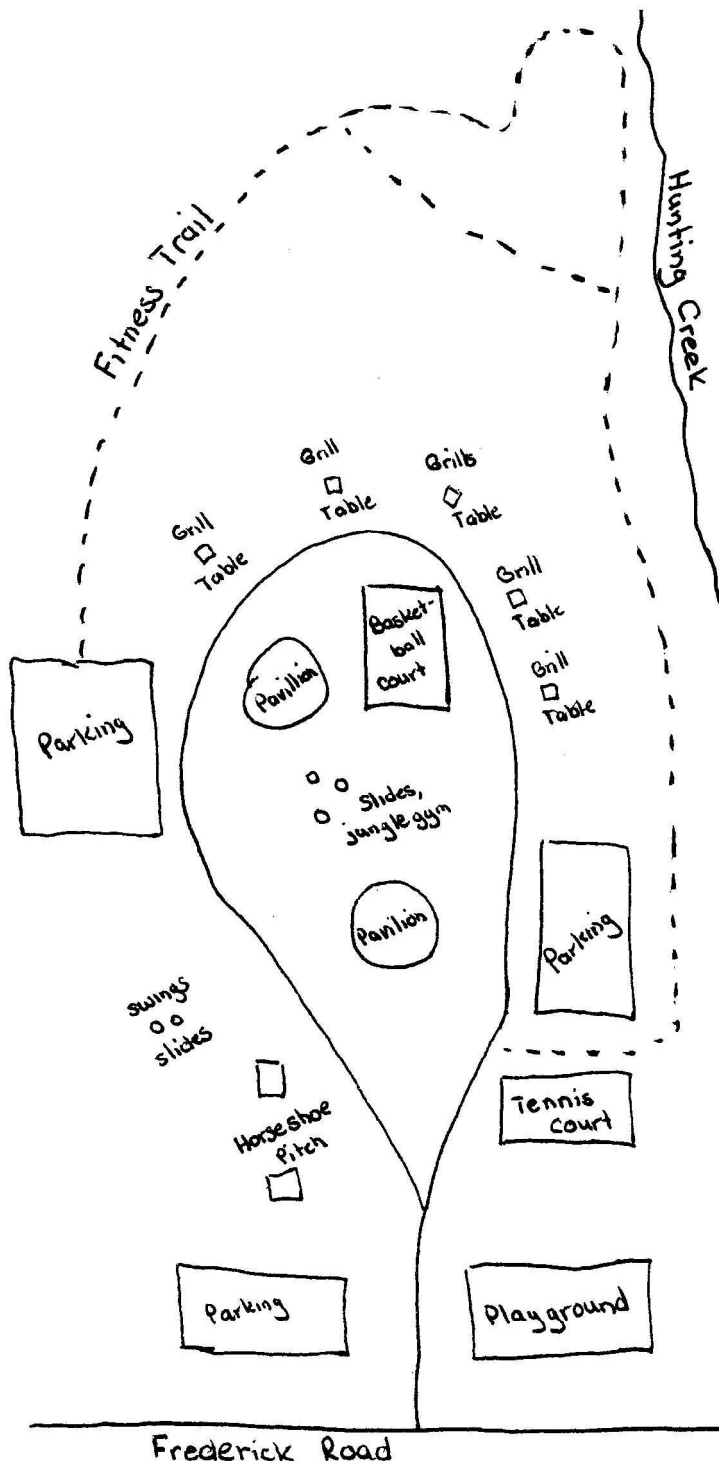 Fitness Trail
Hunting Creek
Grill
Table
Grill
Table
Grills
Table
Grill
Table
Grill
Table
Basket-
ball
court
Pavillion
Parking
Slides,
jungle gym
Pavilion
Parking
swings
slides
Horseshoe
Pitch
Tennis
court
Parking
Playground
Frederick Road